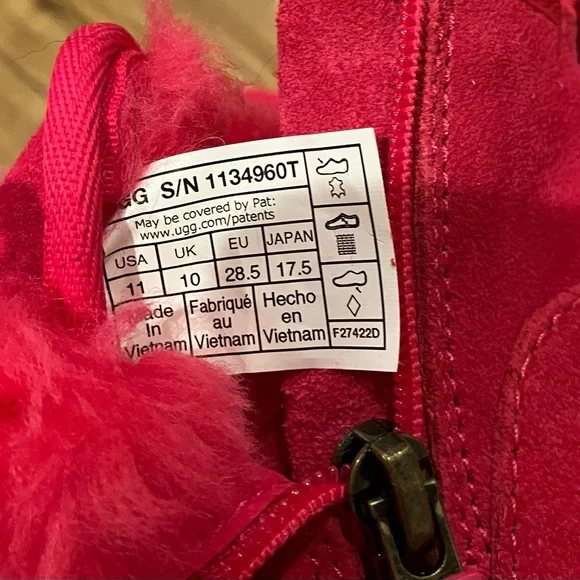 GG S/N 1134960T
May be covered by Pat:
www.ugg.com/patents
USA UK EU JAPAN
11 10 28.5 17.5
Made In Vietnam
Fabriqué au Vietnam
Hecho en Vietnam
F27422D